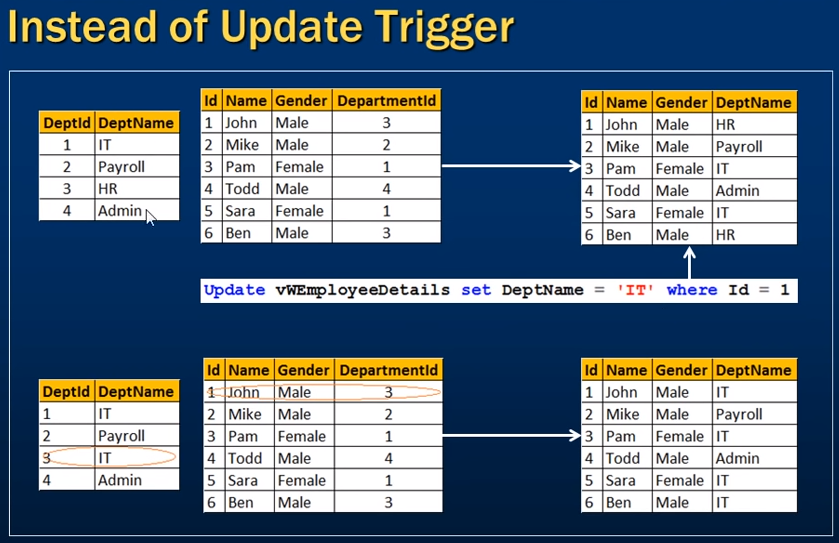 Instead of Update Trigger
DeptId DeptName
1 IT
2 Payroll
3 HR
4 Admin
Id Name Gender DepartmentId
1 John Male 3
2 Mike Male 2
3 Pam Female 1
4 Todd Male 4
5 Sara Female 1
6 Ben Male 3
Id Name Gender DeptName
1 John Male HR
2 Mike Male Payroll
3 Pam Female IT
4 Todd Male Admin
5 Sara Female IT
6 Ben Male HR
Update vWEmployeeDetails set DeptName = 'IT' where Id = 1
DeptId DeptName
1 IT
2 Payroll
3 IT
4 Admin
Id Name Gender DepartmentId
1 John Male 3
2 Mike Male 2
3 Pam Female 1
4 Todd Male 4
5 Sara Female 1
6 Ben Male 3
Id Name Gender DeptName
1 John Male IT
2 Mike Male Payroll
3 Pam Female IT
4 Todd Male Admin
5 Sara Female IT
6 Ben Male IT